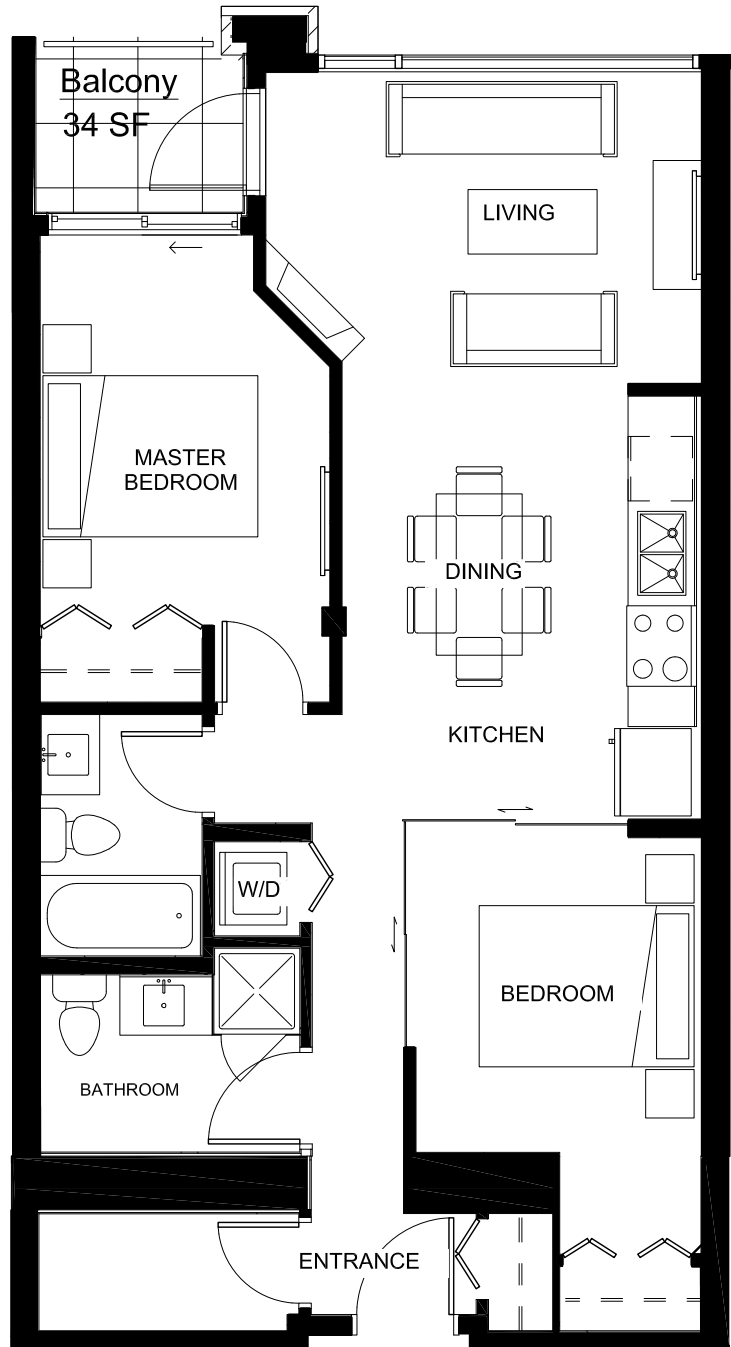 Balcony
34 SF
LIVING
MASTER
BEDROOM
DINING
KITCHEN
W/D
BEDROOM
BATHROOM
ENTRANCE